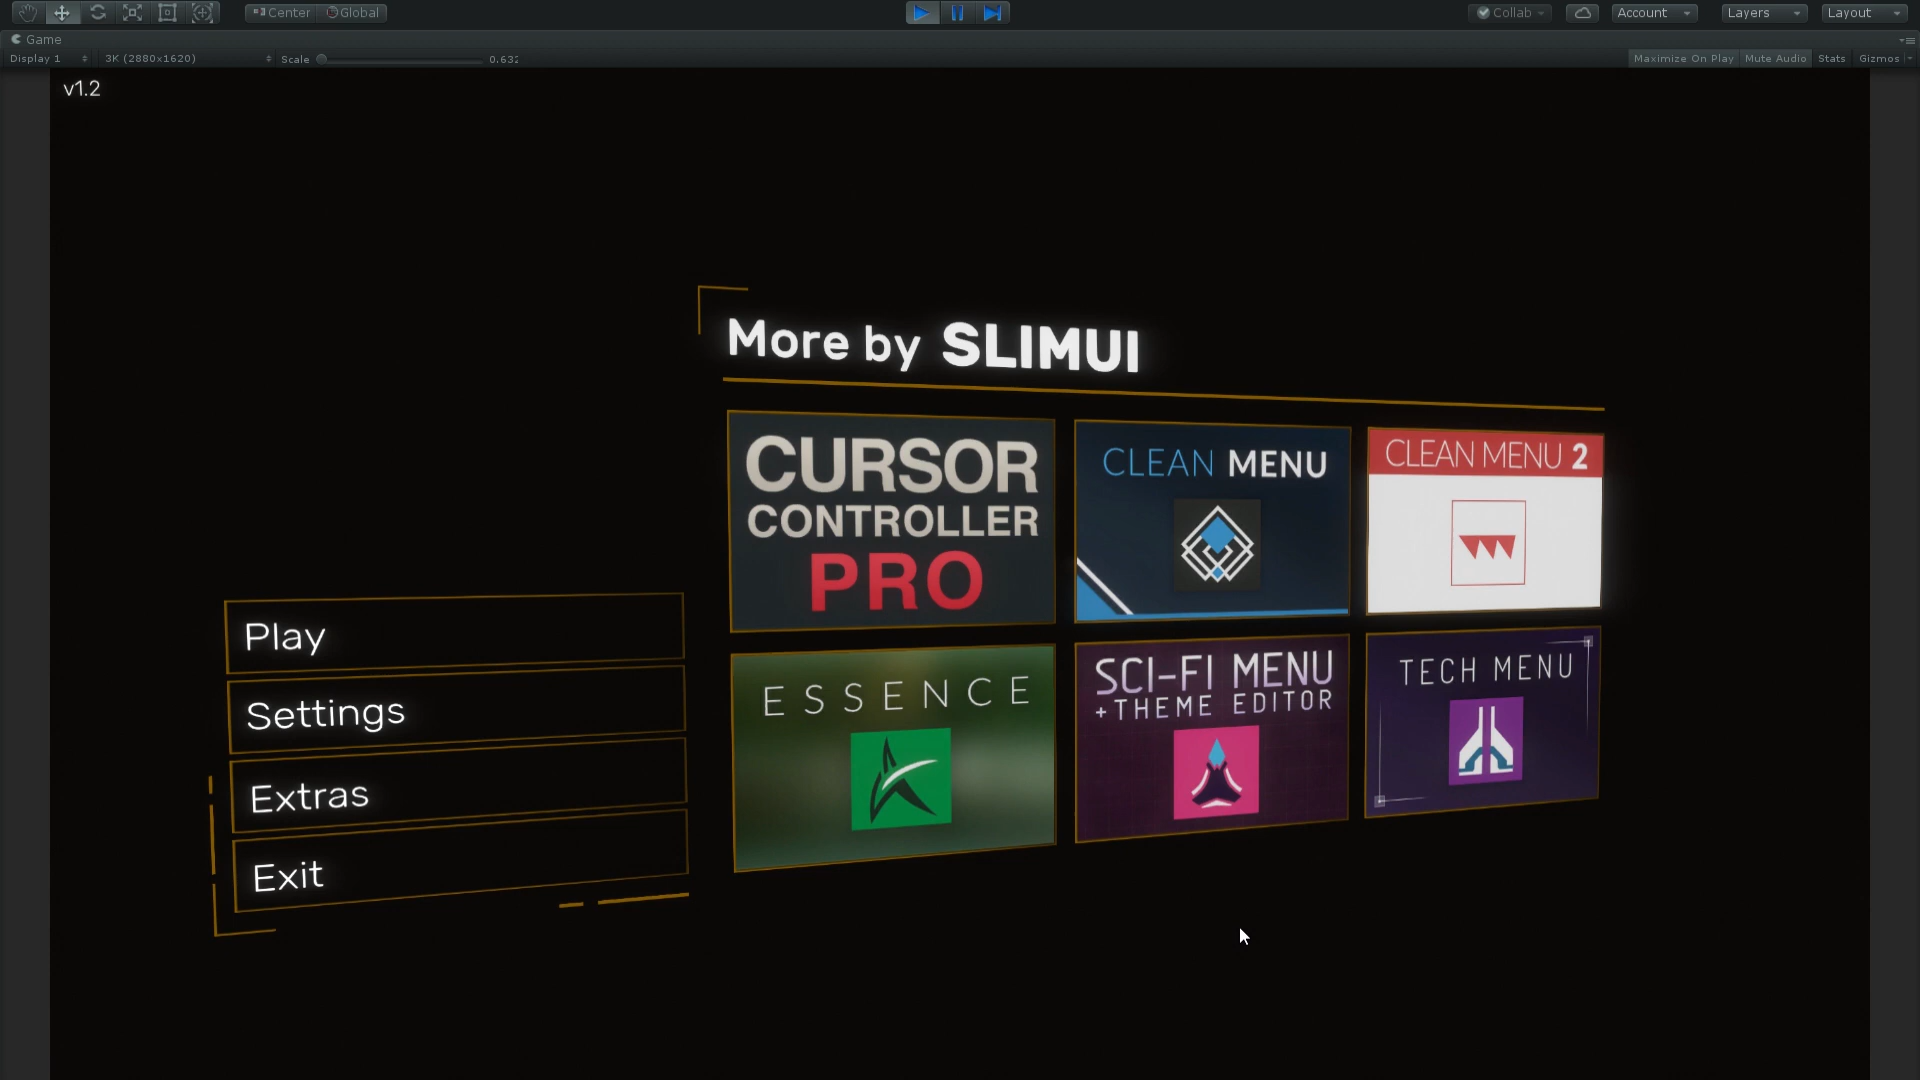 Center Global
Collab
Account
Layers
Layout
Game
Display 1
3K (2880x1620)
Scale
Maximize On Play
Mute Audio
Stats
Gizmos
v1.2
More by SLIMUI
CURSOR
CONTROLLER
PRO
CLEAN MENU
CLEAN MENU 2
ESSENCE
SCI-FI MENU
+THEME EDITOR
TECH MENU
Play
Settings
Extras
Exit